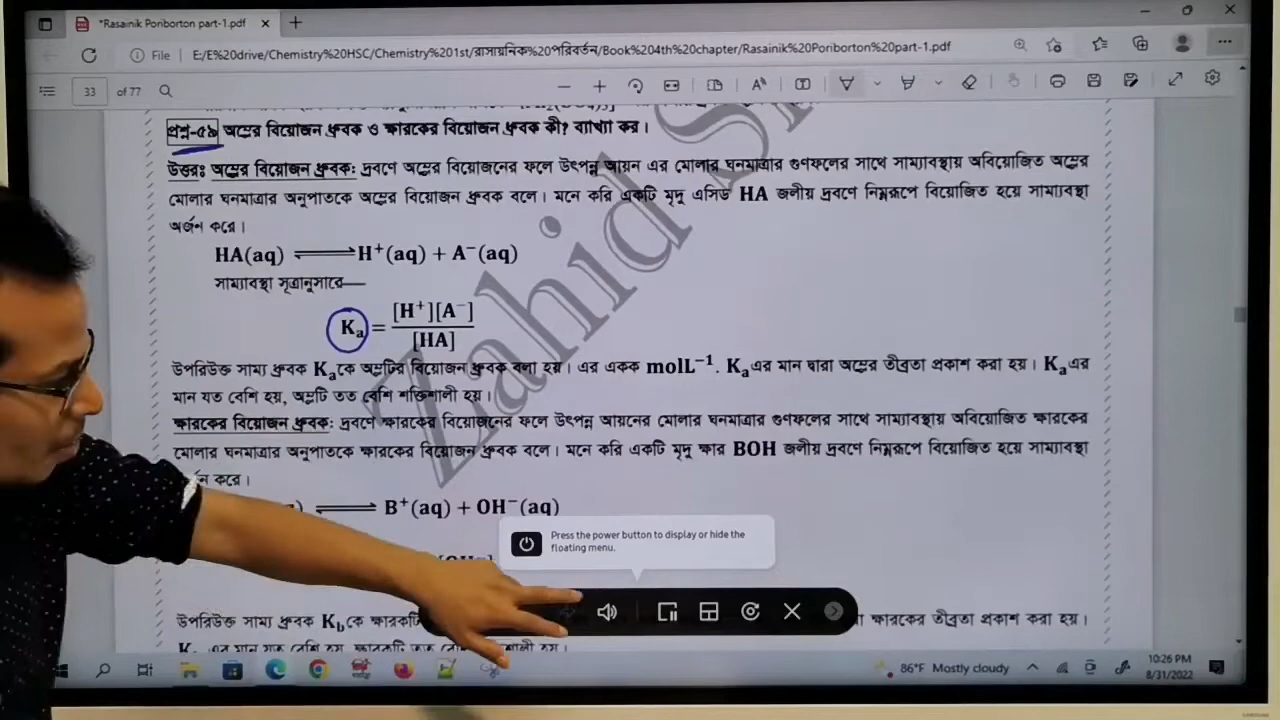 *Rasainik Poriborton part-1.pdf
File
E:/E%20drive/Chemistry%20HSC/Chemistry%201st/রাসায়নিক%20পরিবর্তন/Book%204th%20chapter/Rasainik%20Poriborton%20part-1.pdf
33 of 77
প্রশ্ন-৫৯ অম্লের বিয়োজন ধ্রুবক ও ক্ষারকের বিয়োজন ধ্রুবক কী? ব্যাখ্যা কর।
উত্তরঃ অম্লের বিয়োজন ধ্রুবক: দ্রবণে অম্লের বিয়োজনের ফলে উৎপন্ন আয়ন এর মোলার ঘনমাত্রার গুণফলের সাথে সাম্যাবস্থায় অবিয়োজিত অম্লের
মোলার ঘনমাত্রার অনুপাতকে অম্লের বিয়োজন ধ্রুবক বলে। মনে করি একটি মৃদু এসিড HA জলীয় দ্রবণে নিম্নরূপে বিয়োজিত হয়ে সাম্যাবস্থা
অর্জন করে।
HA(aq) ⇌ H⁺(aq) + A⁻(aq)
সাম্যাবস্থা সূত্রানুসারে—
Kₐ = [H⁺][A⁻] / [HA]
উপরিউক্ত সাম্য ধ্রুবক Kₐকে অম্লটির বিয়োজন ধ্রুবক বলা হয়। এর একক molL⁻¹. Kₐএর মান দ্বারা অম্লের তীব্রতা প্রকাশ করা হয়। Kₐএর
মান যত বেশি হয়, অম্লটি তত বেশি শক্তিশালী হয়।
ক্ষারকের বিয়োজন ধ্রুবক: দ্রবণে ক্ষারকের বিয়োজনের ফলে উৎপন্ন আয়নের মোলার ঘনমাত্রার গুণফলের সাথে সাম্যাবস্থায় অবিয়োজিত ক্ষারকের
মোলার ঘনমাত্রার অনুপাতকে ক্ষারকের বিয়োজন ধ্রুবক বলে। মনে করি একটি মৃদু ক্ষার BOH জলীয় দ্রবণে নিম্নরূপে বিয়োজিত হয়ে সাম্যাবস্থা
করে।
⇌ B⁺(aq) + OH⁻(aq)
Press the power button to display or hide the
floating menu.
উপরিউক্ত সাম্য ধ্রুবক K_bকে ক্ষারকটি ক্ষারকের তীব্রতা প্রকাশ করা হয়।
Zahid
86°F Mostly cloudy
10:26 PM
8/31/2022